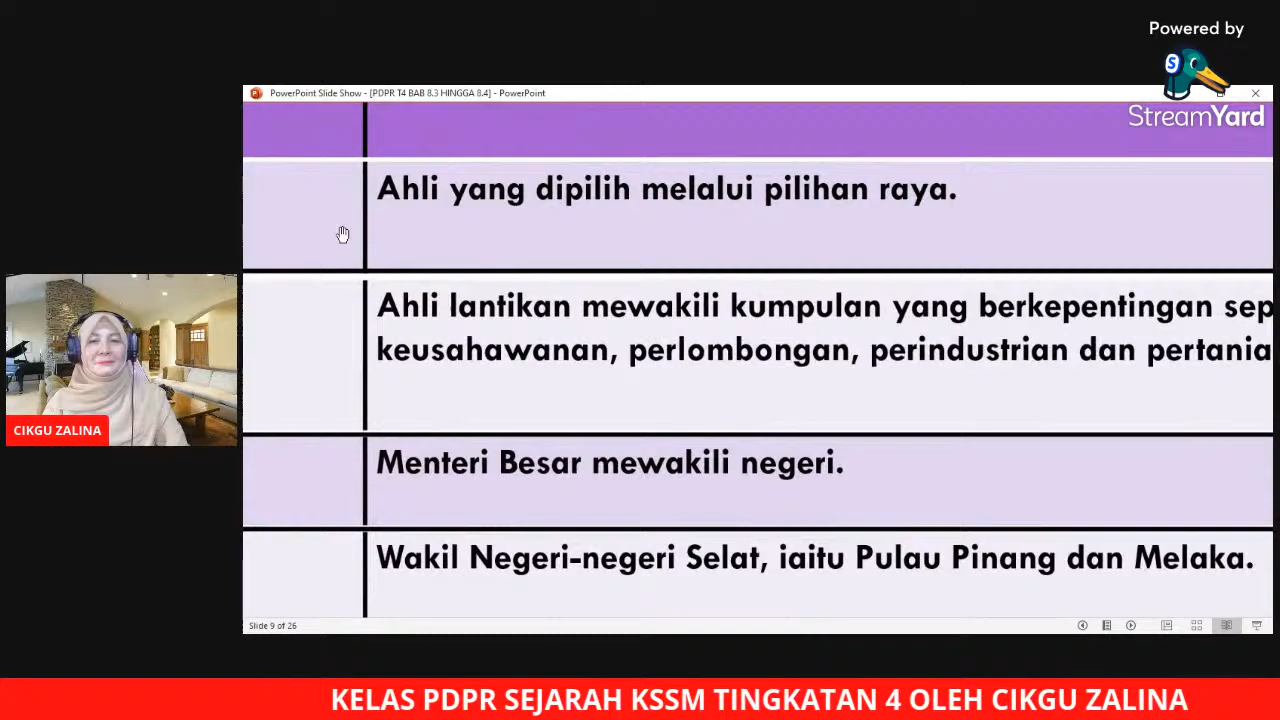 Powered by
StreamYard
PowerPoint Slide Show - [PDPR T4 BAB 8.3 HINGGA 8.4] - PowerPoint
Ahli yang dipilih melalui pilihan raya.
Ahli lantikan mewakili kumpulan yang berkepentingan sep
keusahawanan, perlombongan, perindustrian dan pertania
Menteri Besar mewakili negeri.
Wakil Negeri-negeri Selat, iaitu Pulau Pinang dan Melaka.
Slide 9 of 26
CIKGU ZALINA
KELAS PDPR SEJARAH KSSM TINGKATAN 4 OLEH CIKGU ZALINA